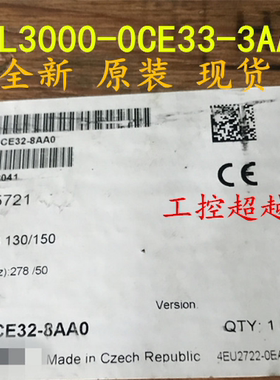 L3000-0CE33-3A
全新 原装 现货
CE32-8AA0
041
5721
CE
工控超越
130/150
z):278 /50
Version
CE32-8AA0
QTY: 1
Made in Czech Republic
4EU2722-0EA